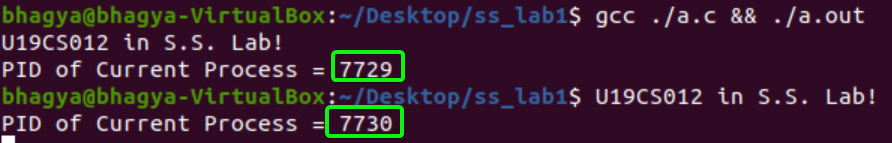 bhagya@bhagya-VirtualBox:~/Desktop/ss_lab1$ gcc ./a.c && ./a.out
U19CS012 in S.S. Lab!
PID of Current Process = 7729
bhagya@bhagya-VirtualBox:~/Desktop/ss_lab1$ U19CS012 in S.S. Lab!
PID of Current Process = 7730